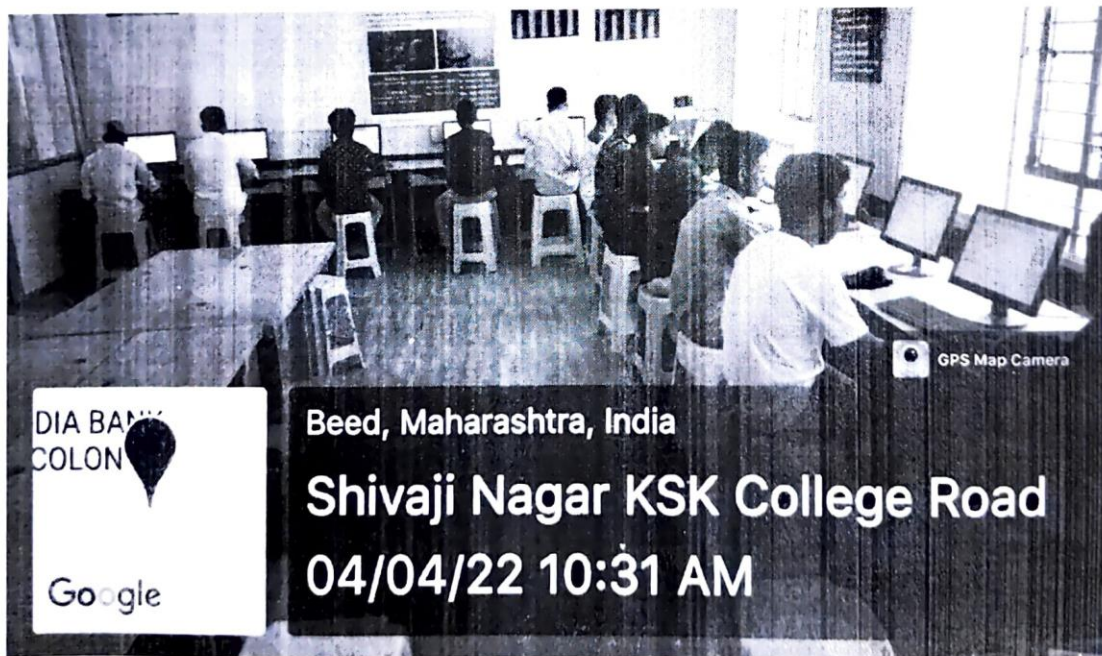 GPS Map Camera
DIA BANK
COLON
Google
Beed, Maharashtra, India
Shivaji Nagar KSK College Road
04/04/22 10:31 AM